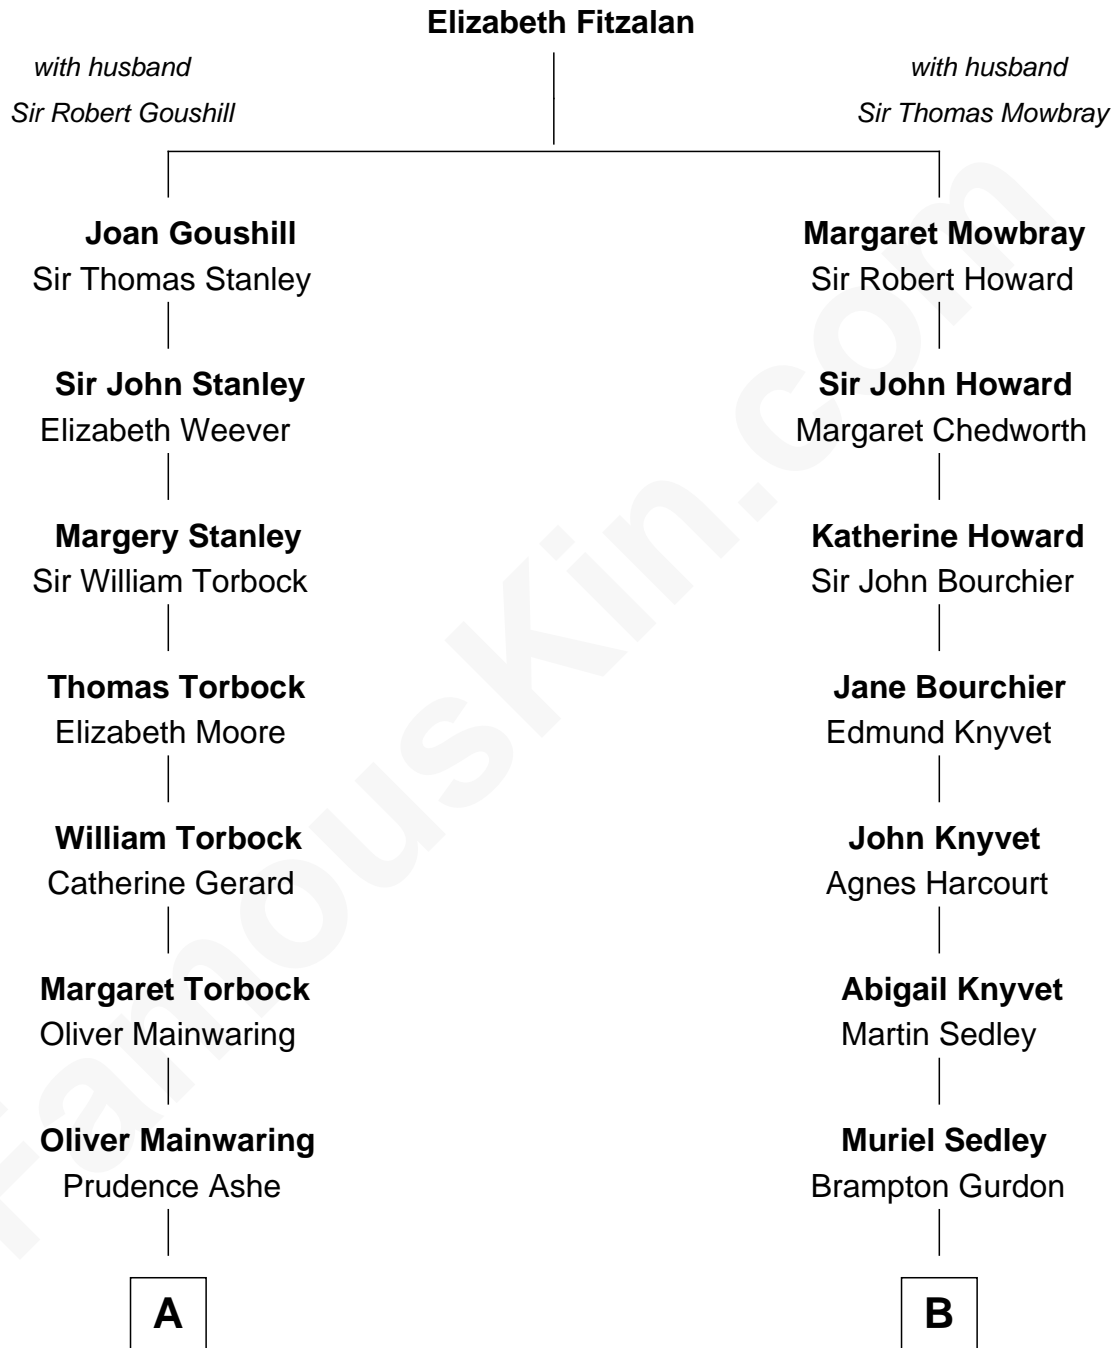 Elizabeth Fitzalan
with husband
Sir Robert Goushill
with husband
Sir Thomas Mowbray
Joan Goushill
Sir Thomas Stanley
Margaret Mowbray
Sir Robert Howard
Sir John Stanley
Elizabeth Weever
Sir John Howard
Margaret Chedworth
Margery Stanley
Sir William Torbock
Katherine Howard
Sir John Bourchier
Thomas Torbock
Elizabeth Moore
Jane Bourchier
Edmund Knyvet
William Torbock
Catherine Gerard
John Knyvet
Agnes Harcourt
Margaret Torbock
Oliver Mainwaring
Abigail Knyvet
Martin Sedley
Oliver Mainwaring
Prudence Ashe
Muriel Sedley
Brampton Gurdon
A
B
FamousKin.com